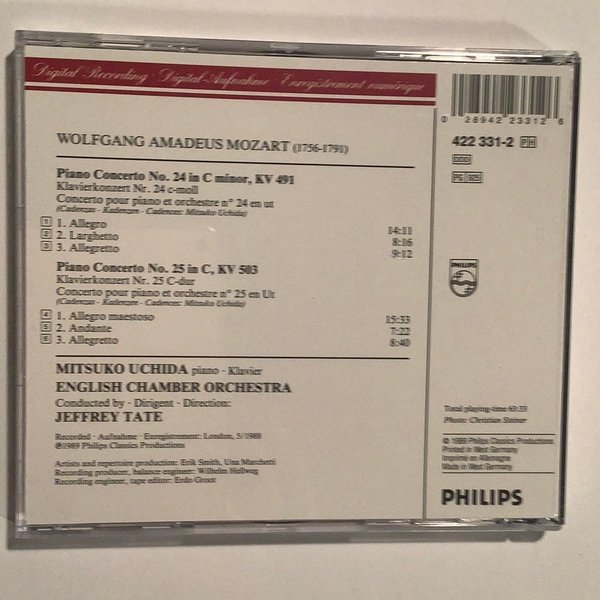 Digital Recording · Digital-Aufnahme · Enregistrement numérique
WOLFGANG AMADEUS MOZART (1756-1791)
Piano Concerto No. 24 in C minor, KV 491
Klavierkonzert Nr. 24 c-moll
Concerto pour piano et orchestre n° 24 en ut
(Cadenzas - Kadenzen - Cadences: Mitsuko Uchida)
1 1. Allegro 14:11
2 2. Larghetto 8:16
3 3. Allegretto 9:12
Piano Concerto No. 25 in C, KV 503
Klavierkonzert Nr. 25 C-dur
Concerto pour piano et orchestre n° 25 en Ut
(Cadenzas - Kadenzen - Cadences: Mitsuko Uchida)
4 1. Allegro maestoso 15:33
5 2. Andante 7:22
6 3. Allegretto 8:40
MITSUKO UCHIDA piano · Klavier
ENGLISH CHAMBER ORCHESTRA
Conducted by · Dirigent · Direction:
JEFFREY TATE
Recorded · Aufnahme · Enregistrement: London, 5/1988
℗1989 Philips Classics Productions
Artists and repertoire production: Erik Smith, Una Marchetti
Recording producer, balance engineer: Wilhelm Hellweg
Recording engineer, tape editor: Erdo Groot
0 28942 23312 6
422 331-2 PH
DDD
PG 925
PHILIPS
Total playing-time 63:33
Photo: Christian Steiner
© 1989 Philips Classics Productions
Printed in West Germany
Imprimé en Allemagne
Made in West Germany
PHILIPS